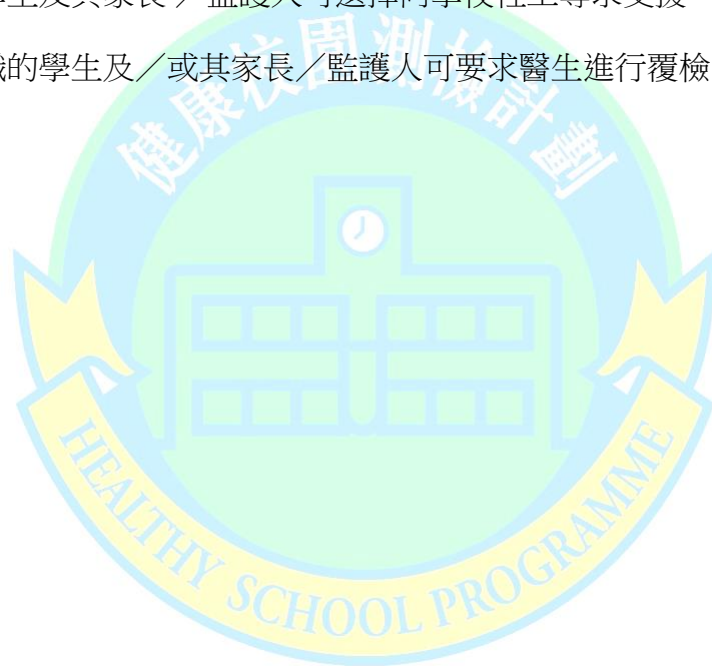 學生及其家長／監護人可選擇向學校社工尋求支援
的學生及／或其家長／監護人可要求醫生進行覆檢
健康校園測檢計劃
HEALTHY SCHOOL PROGRAMME